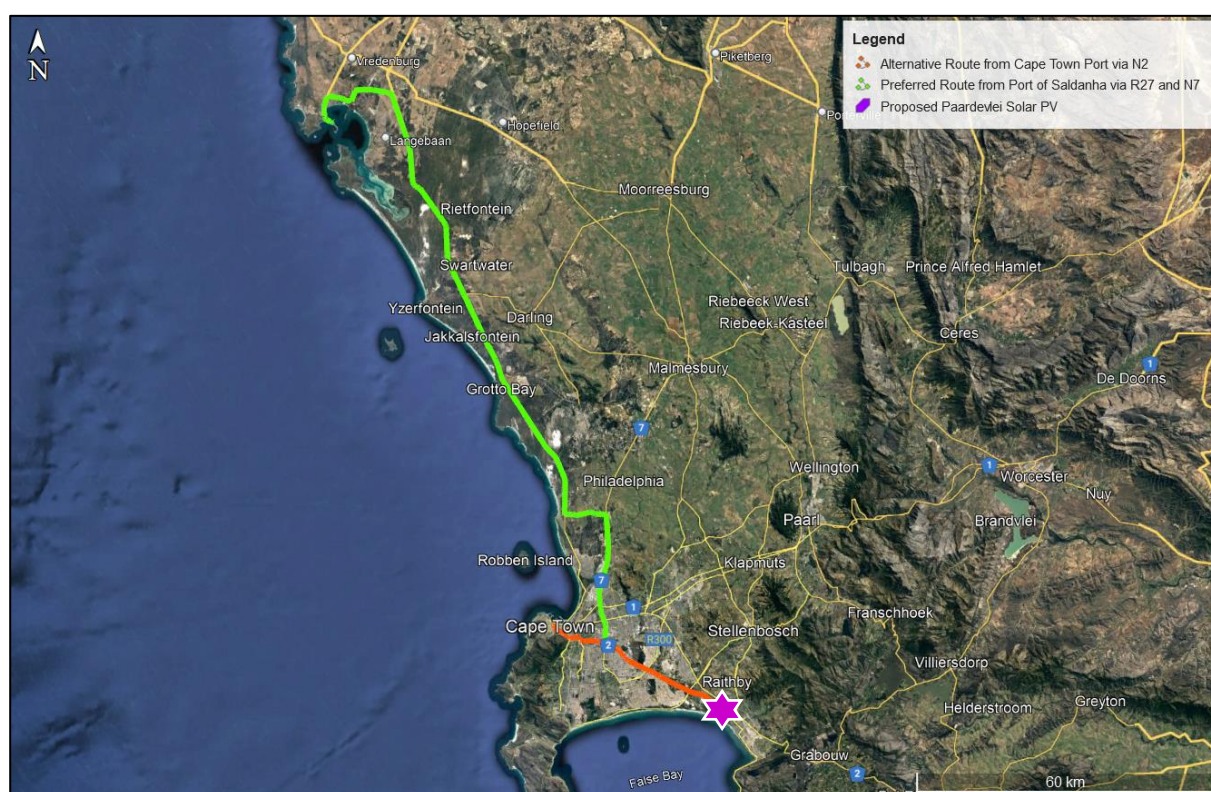 N
Legend
Alternative Route from Cape Town Port via N2
Preferred Route from Port of Saldanha via R27 and N7
Proposed Paardevlei Solar PV
Vredenburg
Piketberg
Porterville
Hopefield
Langebaan
Moorreesburg
Rietfontein
Swartwater
Tulbagh
Prince Alfred Hamlet
Yzerfontein
Darling
Riebeeck West
Riebeek-Kasteel
Jakkalsfontein
Ceres
Malmesbury
1
De Doorns
Grotto Bay
7
Philadelphia
Wellington
1
Worcester
Nuy
Paarl
Brandvlei
Robben Island
Klapmuts
7
1
Franschhoek
Cape Town
R300
Stellenbosch
2
Villiersdorp
Raithby
Helderstroom
Greyton
Grabouw
False Bay
2
60 km